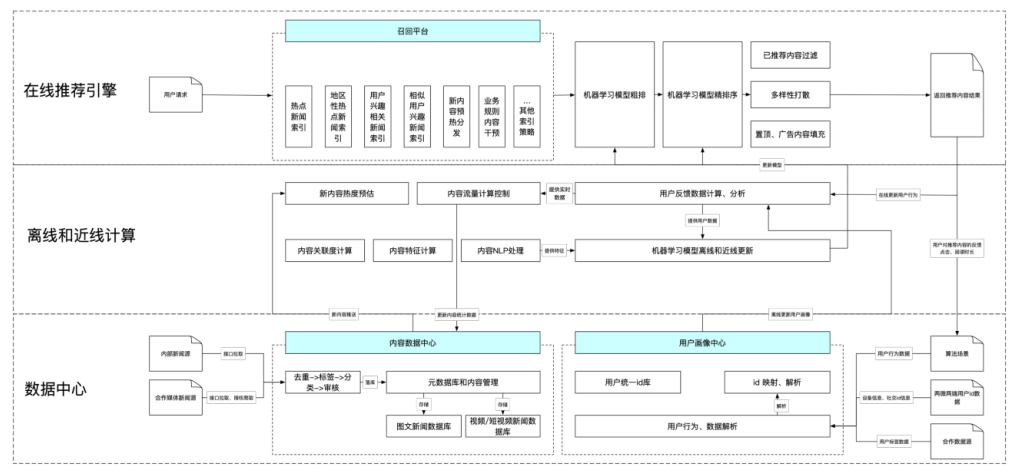 召回平台
在线推荐引擎
用户请求
热点
新闻
索引
地区
性热
点新
闻索
引
用户
兴趣
相关
新闻
索引
相似
用户
兴趣
新闻
索引
新内
容预
热分
发
业务
规则
内容
干预
...
其他
索引
策略
机器学习模型粗排
机器学习模型精排序
已推荐内容过滤
多样性打散
置顶、广告内容填充
返回推荐内容结果
更新模型
离线和近线计算
新内容热度预估
内容流量计算控制
提供实时
数据
用户反馈数据计算、分析
在线更新用户行为
提供用户数据
内容关联度计算
内容特征计算
内容NLP处理
提供特征
机器学习模型离线和近线更新
用户对推荐内容的反馈
点击、阅读时长
新内容推送
更新内容统计数据
离线更新用户画像
数据中心
内容数据中心
用户画像中心
内部新闻源
接口拉取
合作媒体新闻源
接口拉取、授权爬取
去重->标签->分
类->审核
落库
元数据库和内容管理
存储
存储
图文新闻数据库
视频/短视频新闻数
据库
用户统一id库
id 映射、解析
解析
用户行为、数据解析
用户行为数据
算法场景
设备信息、社交id信息
两微两端用户id数
据
用户标签数据
合作数据源